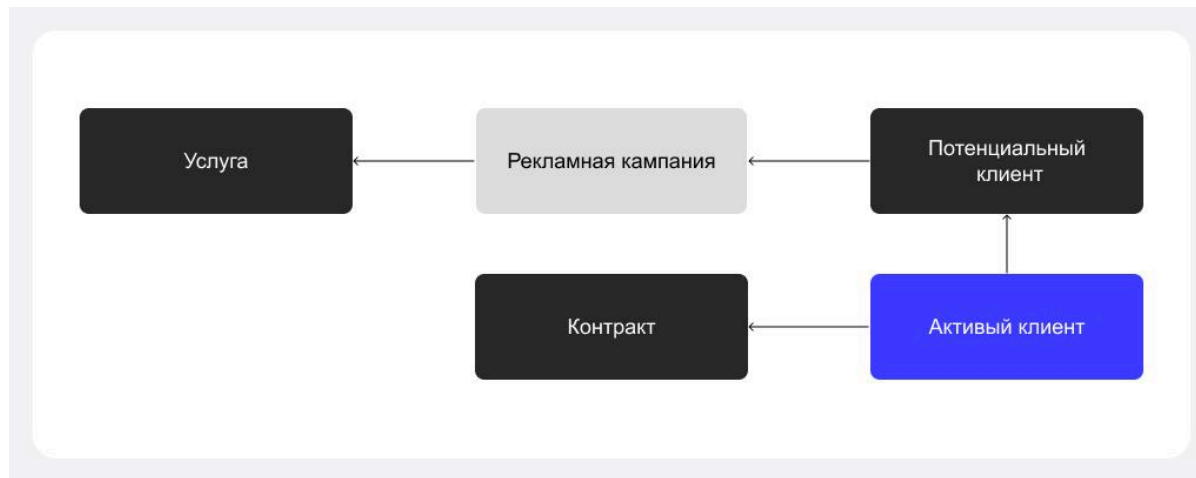 Услуга
Рекламная кампания
Потенциальный
клиент
Контракт
Активый клиент